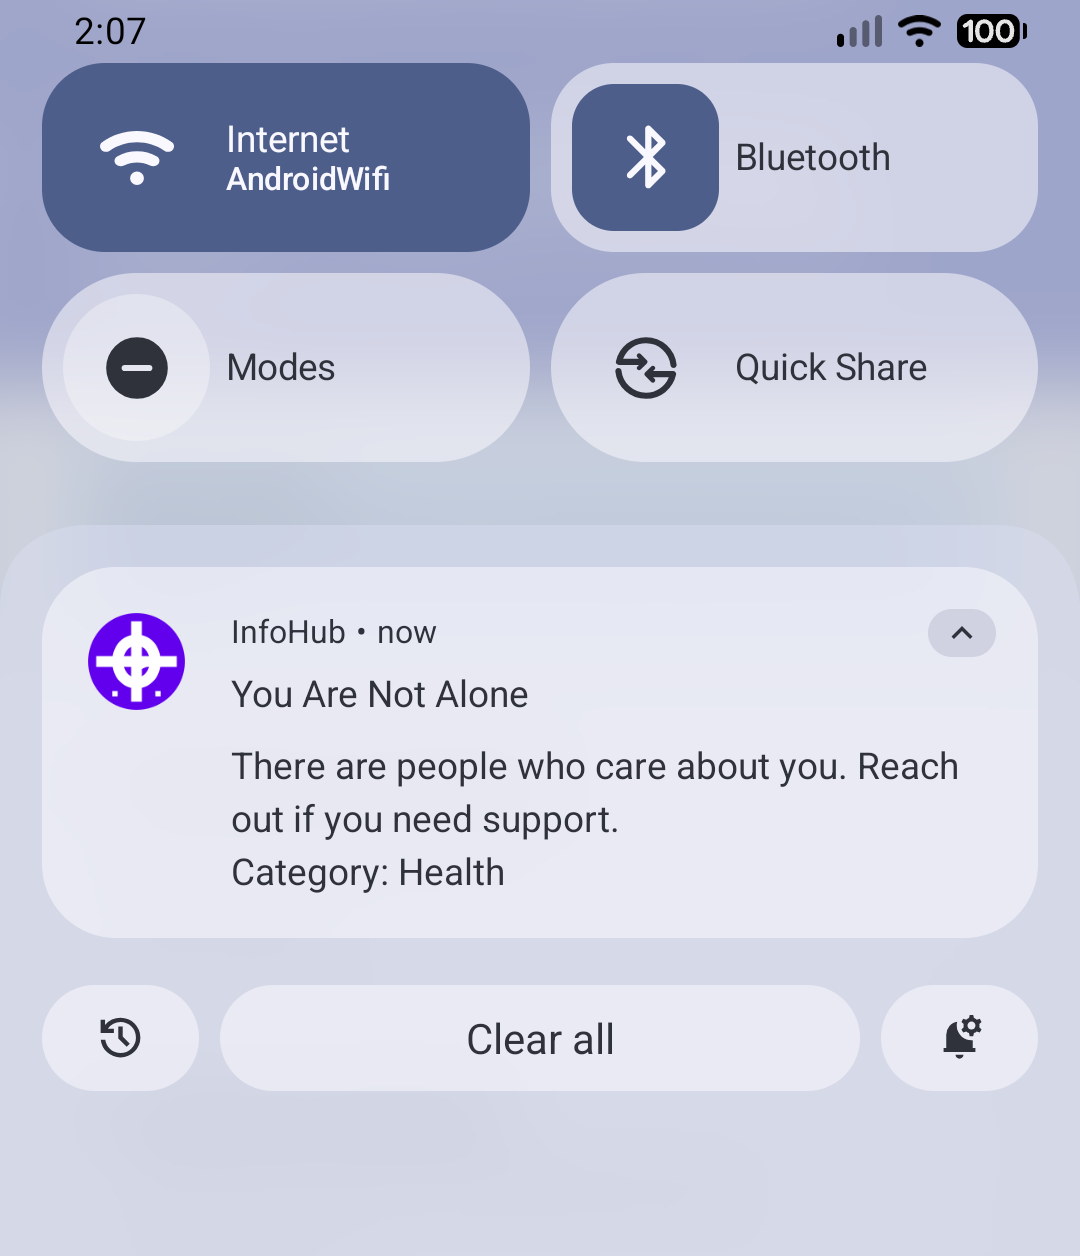 2:07
100
Internet
AndroidWifi
Bluetooth
Modes
Quick Share
InfoHub • now
You Are Not Alone
There are people who care about you. Reach
out if you need support.
Category: Health
Clear all